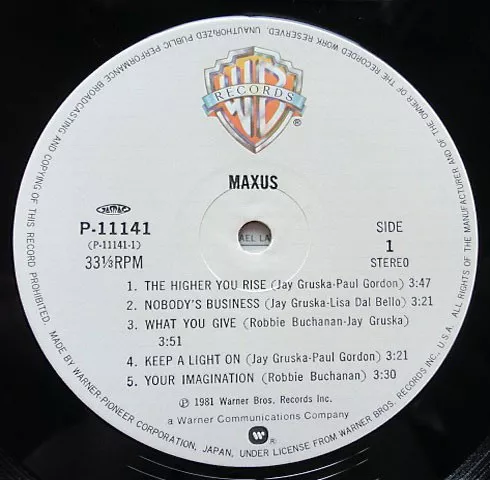 WB
RECORDS
®
MAXUS
JASRAC
P-11141
(P-11141-1)
33⅓RPM
AEL LA
SIDE
1
STEREO
1. THE HIGHER YOU RISE (Jay Gruska-Paul Gordon) 3:47
2. NOBODY'S BUSINESS (Jay Gruska-Lisa Dal Bello) 3:21
3. WHAT YOU GIVE (Robbie Buchanan-Jay Gruska)
3:51
4. KEEP A LIGHT ON (Jay Gruska-Paul Gordon) 3:21
5. YOUR IMAGINATION (Robbie Buchanan) 3:30
℗ 1981 Warner Bros. Records Inc.
a Warner Communications Company
®
MADE BY WARNER-PIONEER CORPORATION, JAPAN, UNDER LICENSE FROM WARNER BROS. RECORDS INC., U.S.A. ALL RIGHTS OF THE MANUFACTURER AND OF THE OWNER OF THE RECORDED WORK RESERVED. UNAUTHORIZED PUBLIC PERFORMANCE BROADCASTING AND COPYING OF THIS RECORD PROHIBITED.